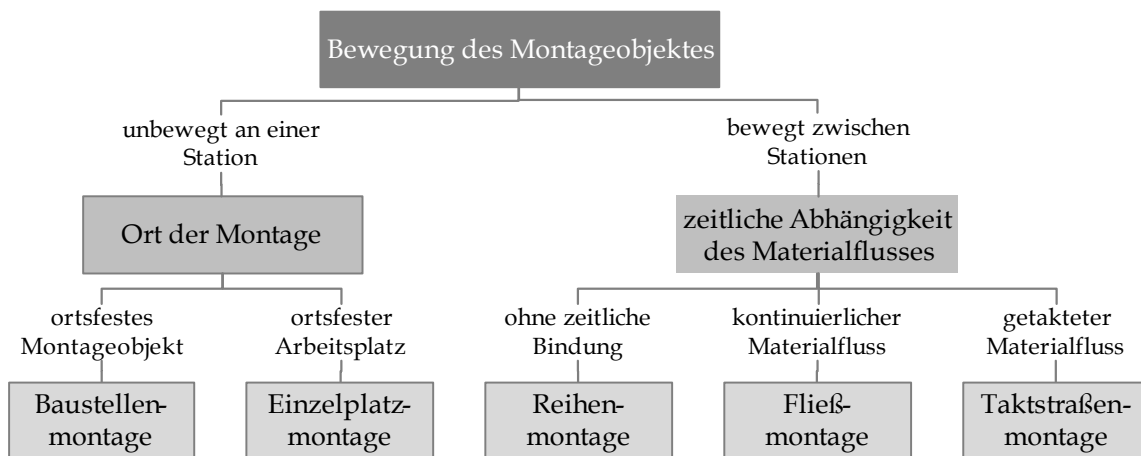 Bewegung des Montageobjektes
unbewegt an einer
Station
bewegt zwischen
Stationen
Ort der Montage
zeitliche Abhängigkeit
des Materialflusses
ortsfestes
Montageobjekt
ortsfester
Arbeitsplatz
ohne zeitliche
Bindung
kontinuierlicher
Materialfluss
getakteter
Materialfluss
Baustellen-
montage
Einzelplatz-
montage
Reihen-
montage
Fließ-
montage
Taktstraßen-
montage